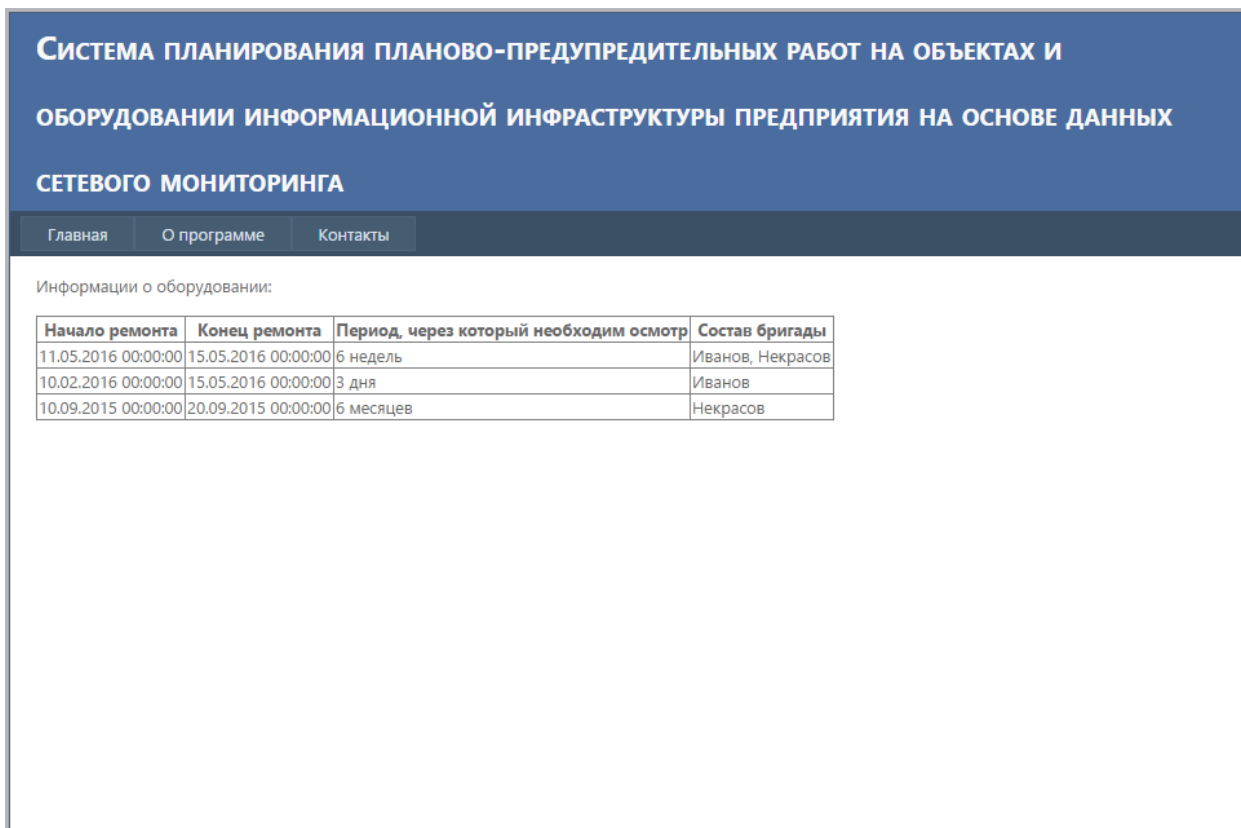 Система планирования планово-предупредительных работ на объектах и
оборудовании информационной инфраструктуры предприятия на основе данных
сетевого мониторинга
Главная О программе Контакты
Информации о оборудовании:
Начало ремонта Конец ремонта Период, через который необходим осмотр Состав бригады
11.05.2016 00:00:00 15.05.2016 00:00:00 6 недель Иванов, Некрасов
10.02.2016 00:00:00 15.05.2016 00:00:00 3 дня Иванов
10.09.2015 00:00:00 20.09.2015 00:00:00 6 месяцев Некрасов